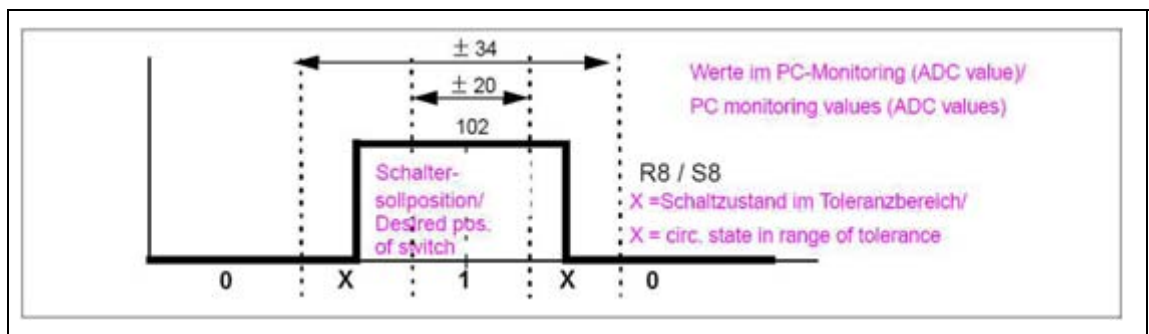 ± 34
± 20
102
Werte im PC-Monitoring (ADC value)/
PC monitoring values (ADC values)
Schalter-
sollposition/
Desired pos.
of switch
R8 / S8
X =Schaltzustand im Toleranzbereich/
X = circ. state in range of tolerance
0 X 1 X 0